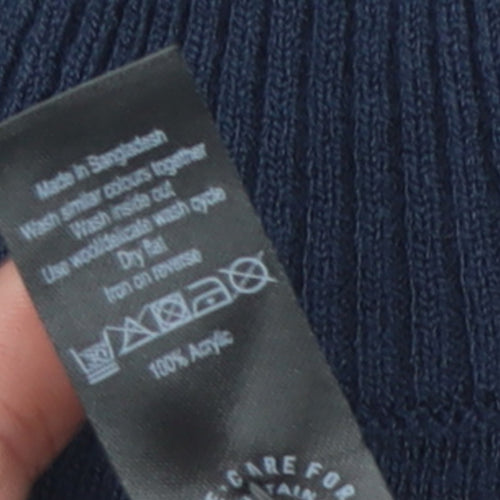 Made in Bangladesh
Wash similar colours together
Wash inside out
Use wool/delicate wash cycle
Dry flat
Iron on reverse
30
100% Acrylic
CARE FOR